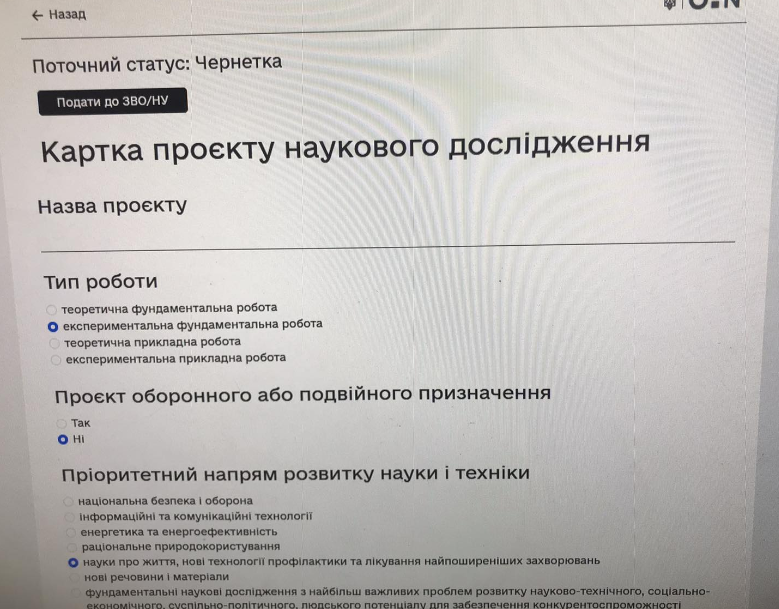 ← Назад
Поточний статус: Чернетка
Подати до ЗВО/НУ
Картка проєкту наукового дослідження
Назва проєкту
Тип роботи
теоретична фундаментальна робота
експериментальна фундаментальна робота
теоретична прикладна робота
експериментальна прикладна робота
Проєкт оборонного або подвійного призначення
Так
Ні
Пріоритетний напрям розвитку науки і техніки
національна безпека і оборона
інформаційні та комунікаційні технології
енергетика та енергоефективність
раціональне природокористування
науки про життя, нові технології профілактики та лікування найпоширеніших захворювань
нові речовини і матеріали
фундаментальні наукові дослідження з найбільш важливих проблем розвитку науково-технічного, соціально-
економічного, суспільно-політичного, людського потенціалу для забезпечення конкурентоспроможності